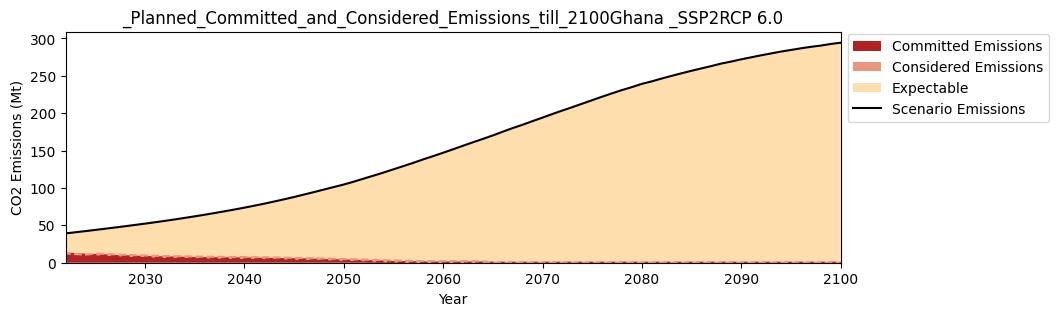 _Planned_Committed_and_Considered_Emissions_till_2100Ghana _SSP2RCP 6.0
300
250
200
150
100
50
0
CO2 Emissions (Mt)
2030 2040 2050 2060 2070 2080 2090 2100
Year
Committed Emissions
Considered Emissions
Expectable
Scenario Emissions